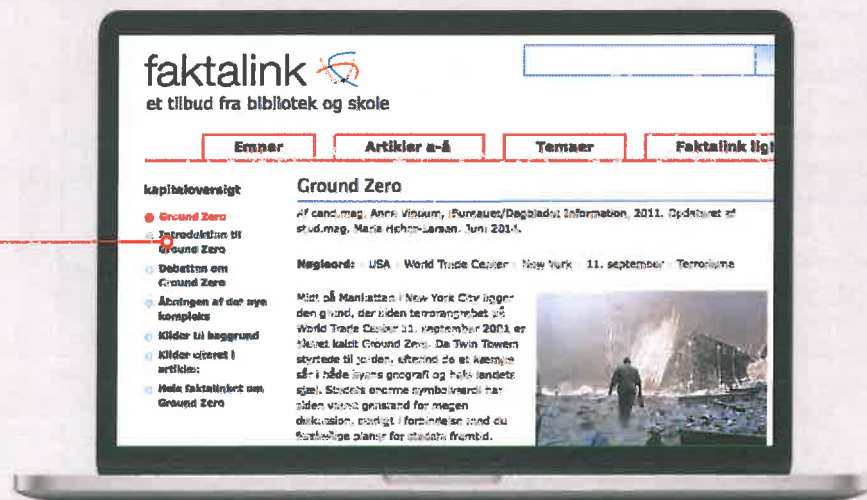 faktalink
et tilbud fra bibliotek og skole
Emner
Artikler a-å
Temaer
Faktalink ligh
kapiteloversigt
Ground Zero
Introduktion til
Ground Zero
Debatten om
Ground Zero
Åbningen af det nye
kompleks
Kilder til baggrund
Kilder citeret i
artiklen:
Hele faktalinket om
Ground Zero
Ground Zero
Af cand.mag. Anne Vindum, iBureauet/Dagbladet Information, 2011. Opdateret af
stud.mag. Maria Larsen. Juni 2014.
Nøgleord: USA World Trade Center New York 11. september Terrorisme
Midt på Manhattan i New York City ligger
den grund, der siden terrorangrebet på
World Trade Center 11. september 2001 er
blevet kaldt Ground Zero. Da Twin Towers
styrtede til jorden, efterlod de et kæmpe
sår i både byens geografi og hele landets
sjæl. Stedets enorme symbolværdi har
siden været genstand for megen
diskussion, særligt i forbindelse med de
forskellige planer for stedets fremtid.